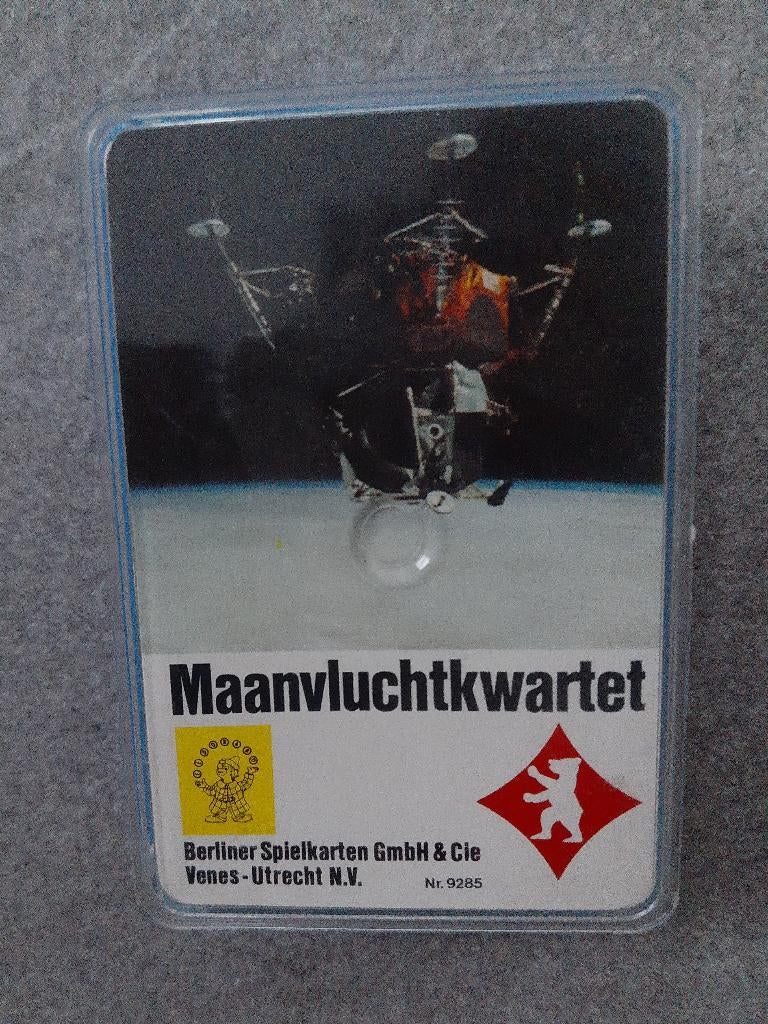 Maanvluchtkwartet
Berliner Spielkarten GmbH & Cie
Venes-Utrecht N.V.
Nr. 9285